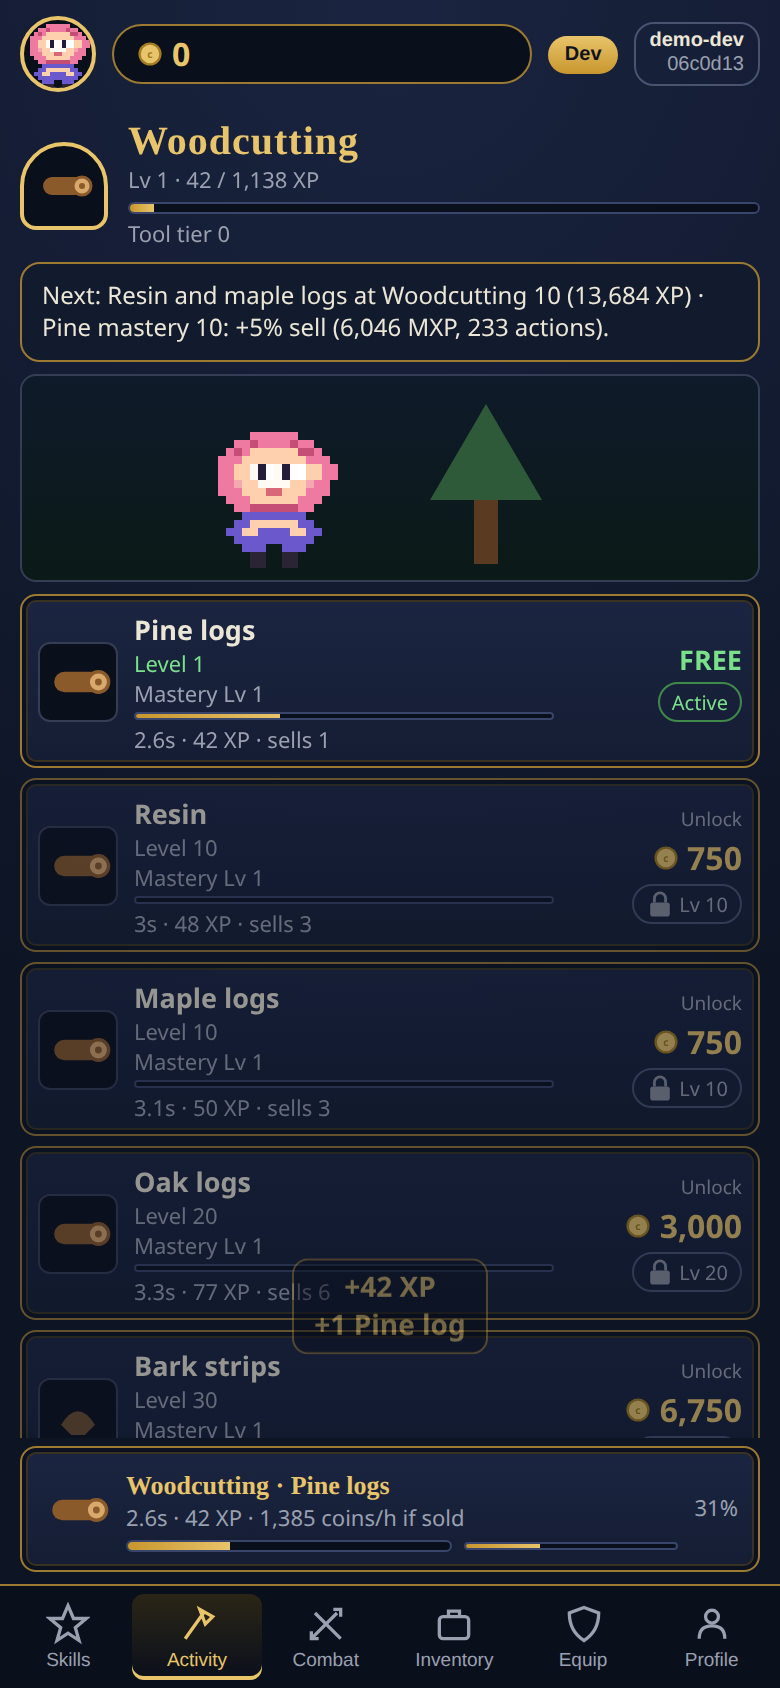 0
Dev
demo-dev
06c0d13
Woodcutting
Lv 1 · 42 / 1,138 XP
Tool tier 0
Next: Resin and maple logs at Woodcutting 10 (13,684 XP) ·
Pine mastery 10: +5% sell (6,046 MXP, 233 actions).
Pine logs
Level 1
Mastery Lv 1
2.6s · 42 XP · sells 1
FREE
Active
Resin
Level 10
Mastery Lv 1
3s · 48 XP · sells 3
Unlock
750
Lv 10
Maple logs
Level 10
Mastery Lv 1
3.1s · 50 XP · sells 3
Unlock
750
Lv 10
Oak logs
Level 20
Mastery Lv 1
3.3s · 77 XP · sells 6
Unlock
3,000
Lv 20
+42 XP
+1 Pine log
Bark strips
Level 30
Mastery Lv 1
Unlock
6,750
Woodcutting · Pine logs
2.6s · 42 XP · 1,385 coins/h if sold
31%
Skills
Activity
Combat
Inventory
Equip
Profile